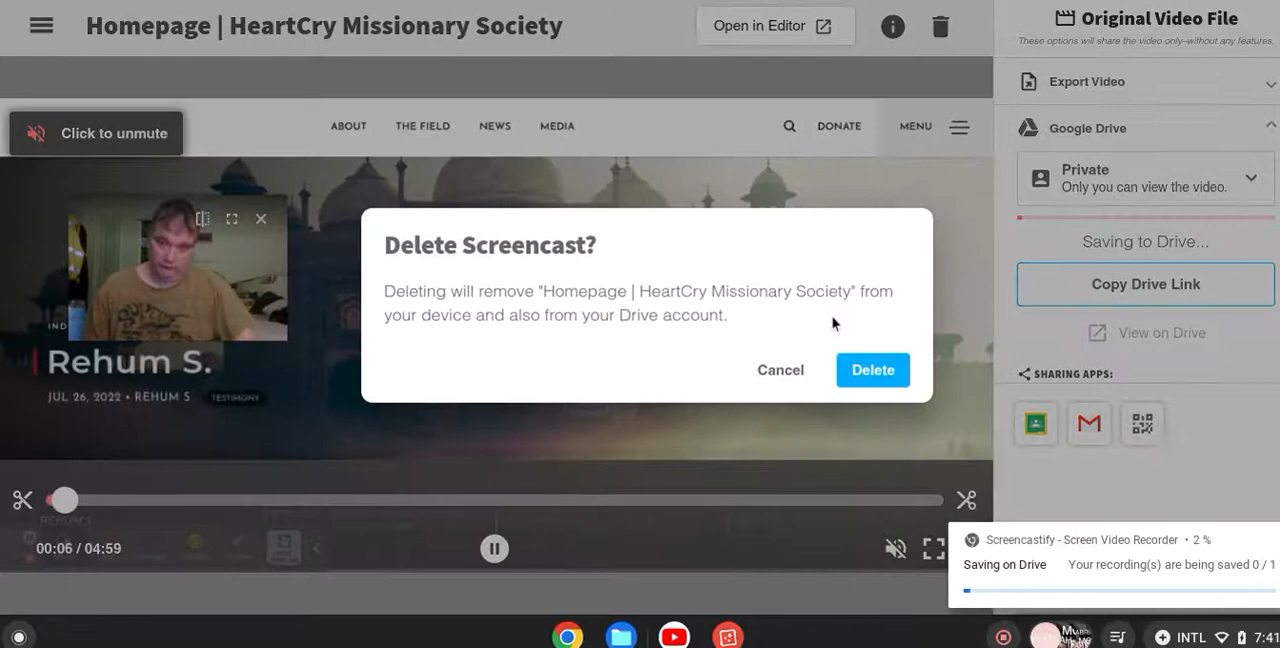 Homepage | HeartCry Missionary Society
Open in Editor
Original Video File
These options will share the video only–without any features.
Export Video
Click to unmute
ABOUT THE FIELD NEWS MEDIA DONATE MENU
Google Drive
Private
Only you can view the video.
Delete Screencast?
Saving to Drive...
Copy Drive Link
Deleting will remove "Homepage | HeartCry Missionary Society" from
your device and also from your Drive account.
View on Drive
IND
Rehum S.
Cancel Delete
SHARING APPS:
JUL 26, 2022 • REHUM S TESTIMONY
00:06 / 04:59
Screencastify - Screen Video Recorder • 2 %
Saving on Drive Your recording(s) are being saved 0 / 1
INTL 7:41